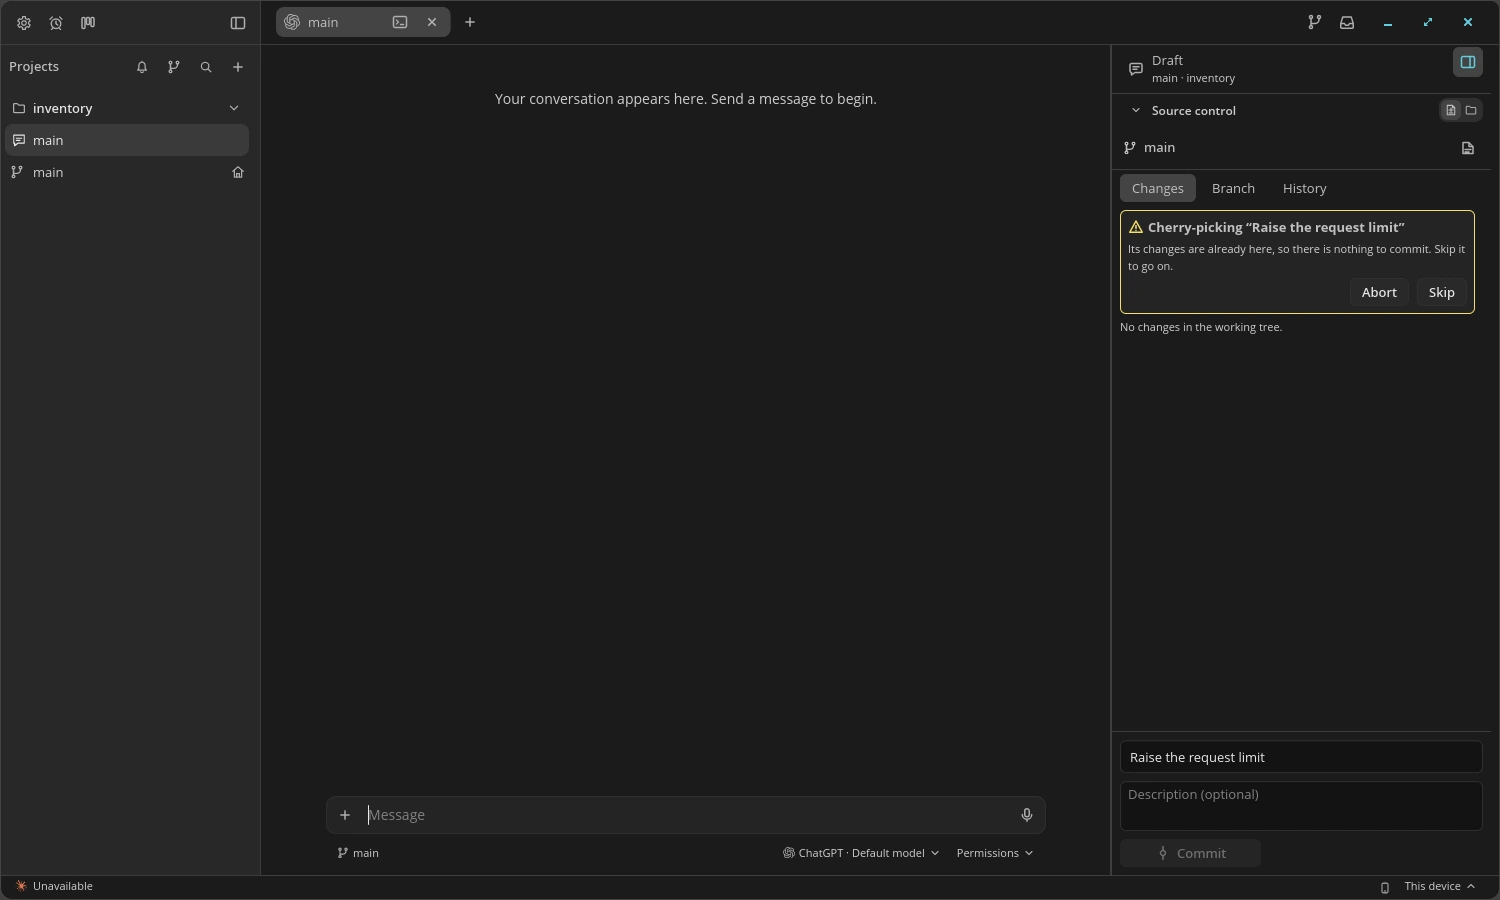 main
Projects
inventory
main
main
Your conversation appears here. Send a message to begin.
Message
main
ChatGPT · Default model
Permissions
Draft
main · inventory
Source control
main
Changes
Branch
History
Cherry-picking “Raise the request limit”
Its changes are already here, so there is nothing to commit. Skip it
to go on.
Abort
Skip
No changes in the working tree.
Raise the request limit
Description (optional)
Commit
Unavailable
This device